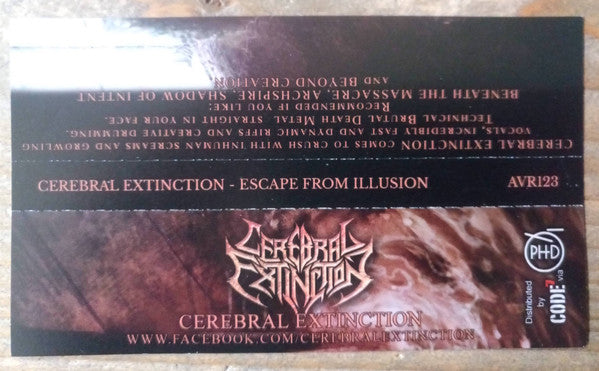 CEREBRAL EXTINCTION COMES TO CRUSH WITH INHUMAN SCREAMS AND GROWLING
VOCALS, INCREDIBLY FAST AND DYNAMIC RIFFS AND CREATIVE DRUMMING.
TECHNICAL BRUTAL DEATH METAL STRAIGHT IN YOUR FACE.
RECOMMENDED IF YOU LIKE:
BENEATH THE MASSACRE, ARCHSPIRE, SHADOW OF INTENT
AND BEYOND CREATION
CEREBRAL EXTINCTION - ESCAPE FROM ILLUSION AVR123
CEREBRAL
EXTINCTION
CEREBRAL EXTINCTION
WWW.FACEBOOK.COM/CEREBRALEXTINCTION
Distributed
by
CODE7
via
PHD